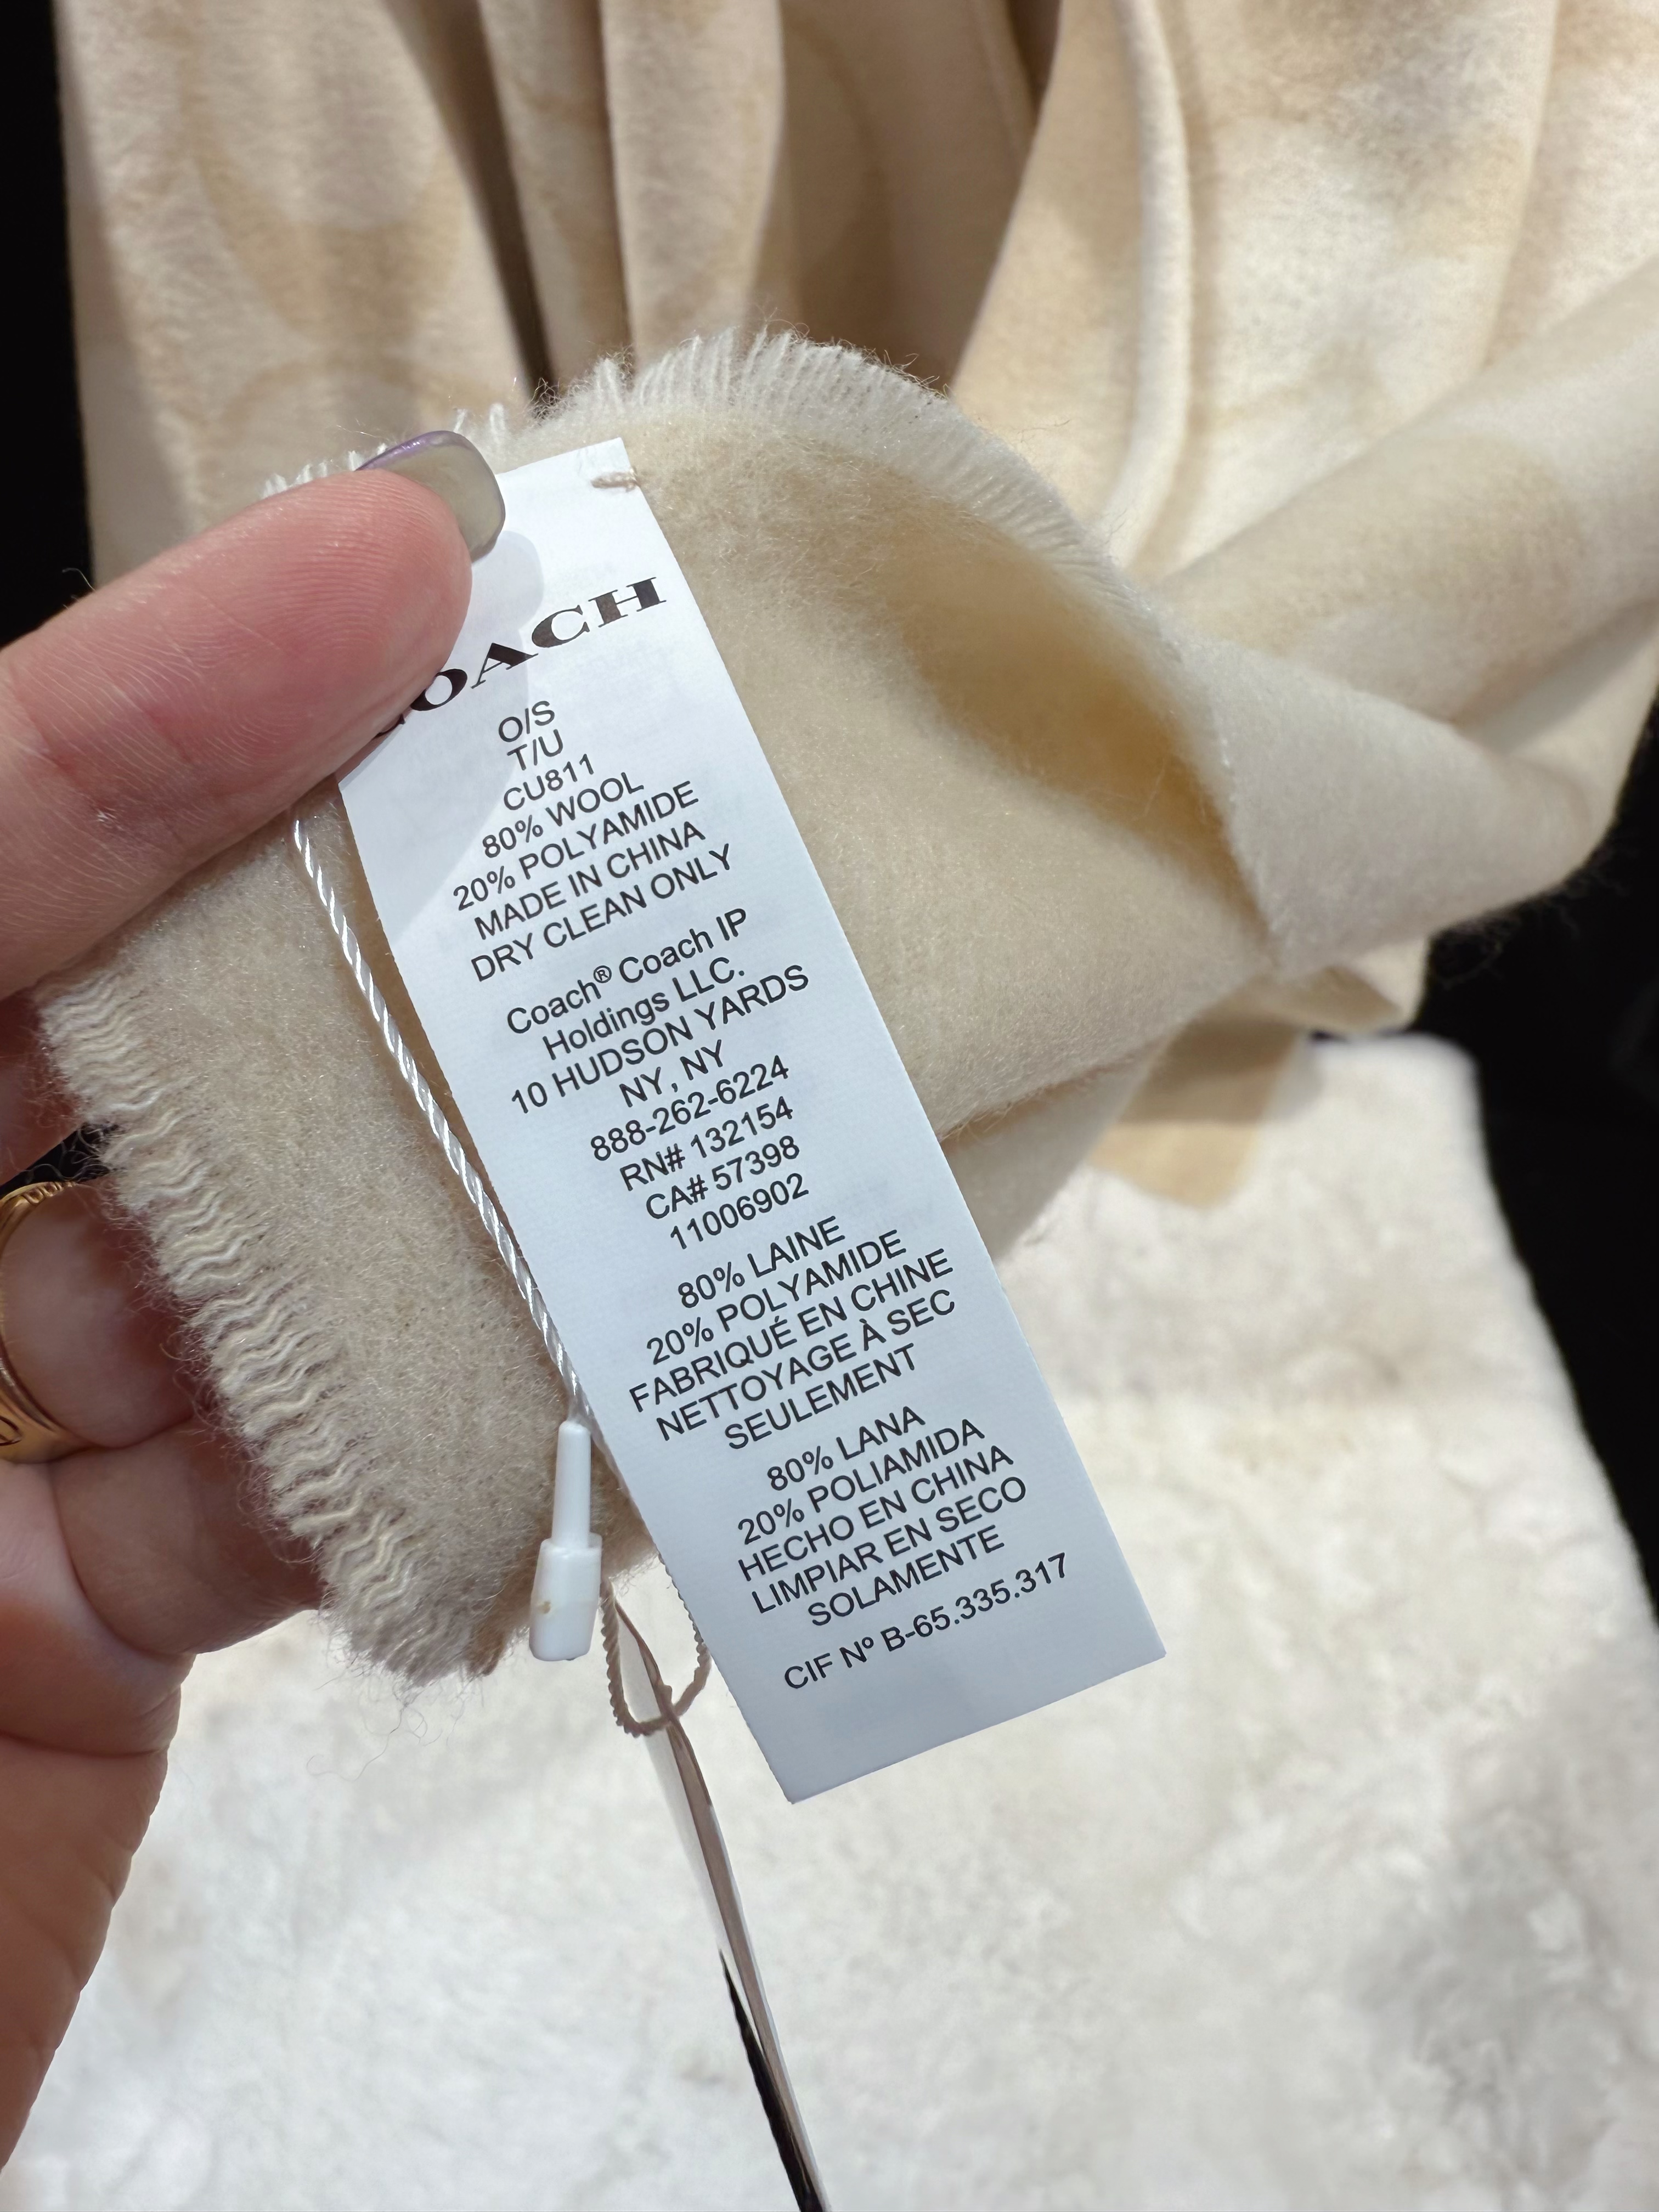 COACH
O/S
T/U
CU811
80% WOOL
20% POLYAMIDE
MADE IN CHINA
DRY CLEAN ONLY
Coach® Coach IP
Holdings LLC.
10 HUDSON YARDS
NY, NY
888-262-6224
RN# 132154
CA# 57398
11006902
80% LAINE
20% POLYAMIDE
FABRIQUÉ EN CHINE
NETTOYAGE À SEC
SEULEMENT
80% LANA
20% POLIAMIDA
HECHO EN CHINA
LIMPIAR EN SECO
SOLAMENTE
CIF Nº B-65.335.317